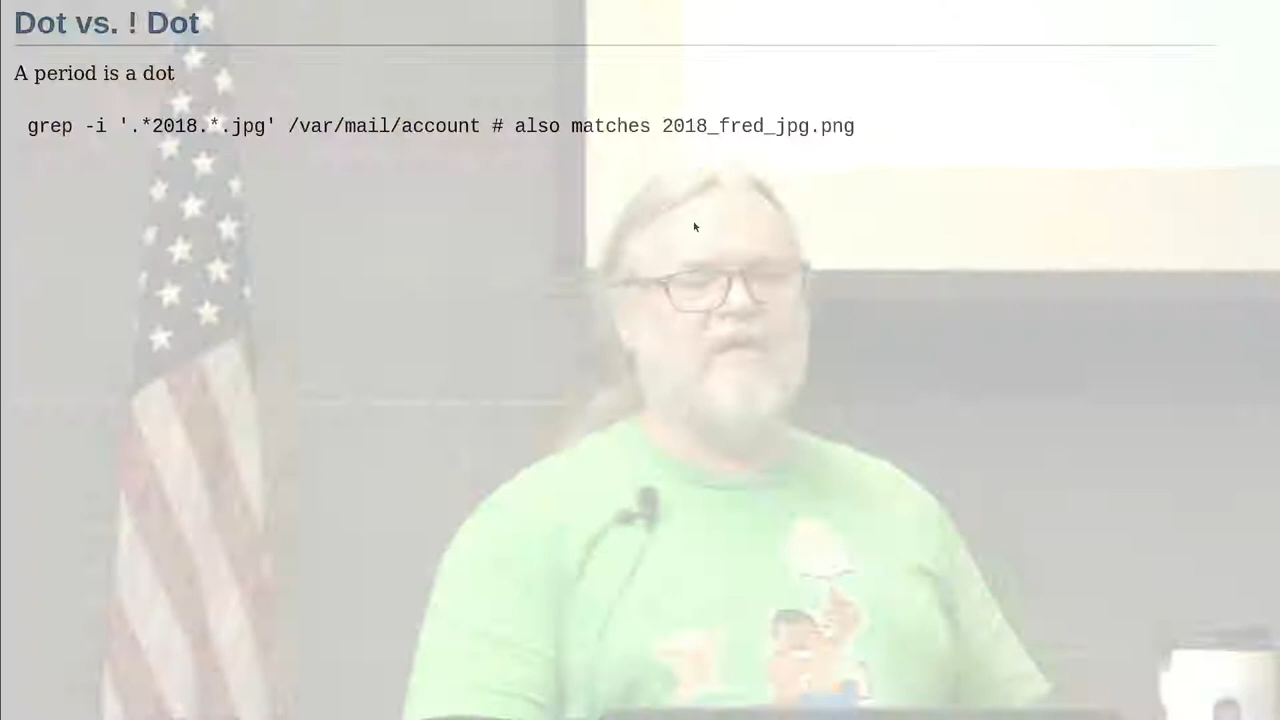 Dot vs. ! Dot
A period is a dot
grep -i '.*2018.*.jpg' /var/mail/account # also matches 2018_fred_jpg.png